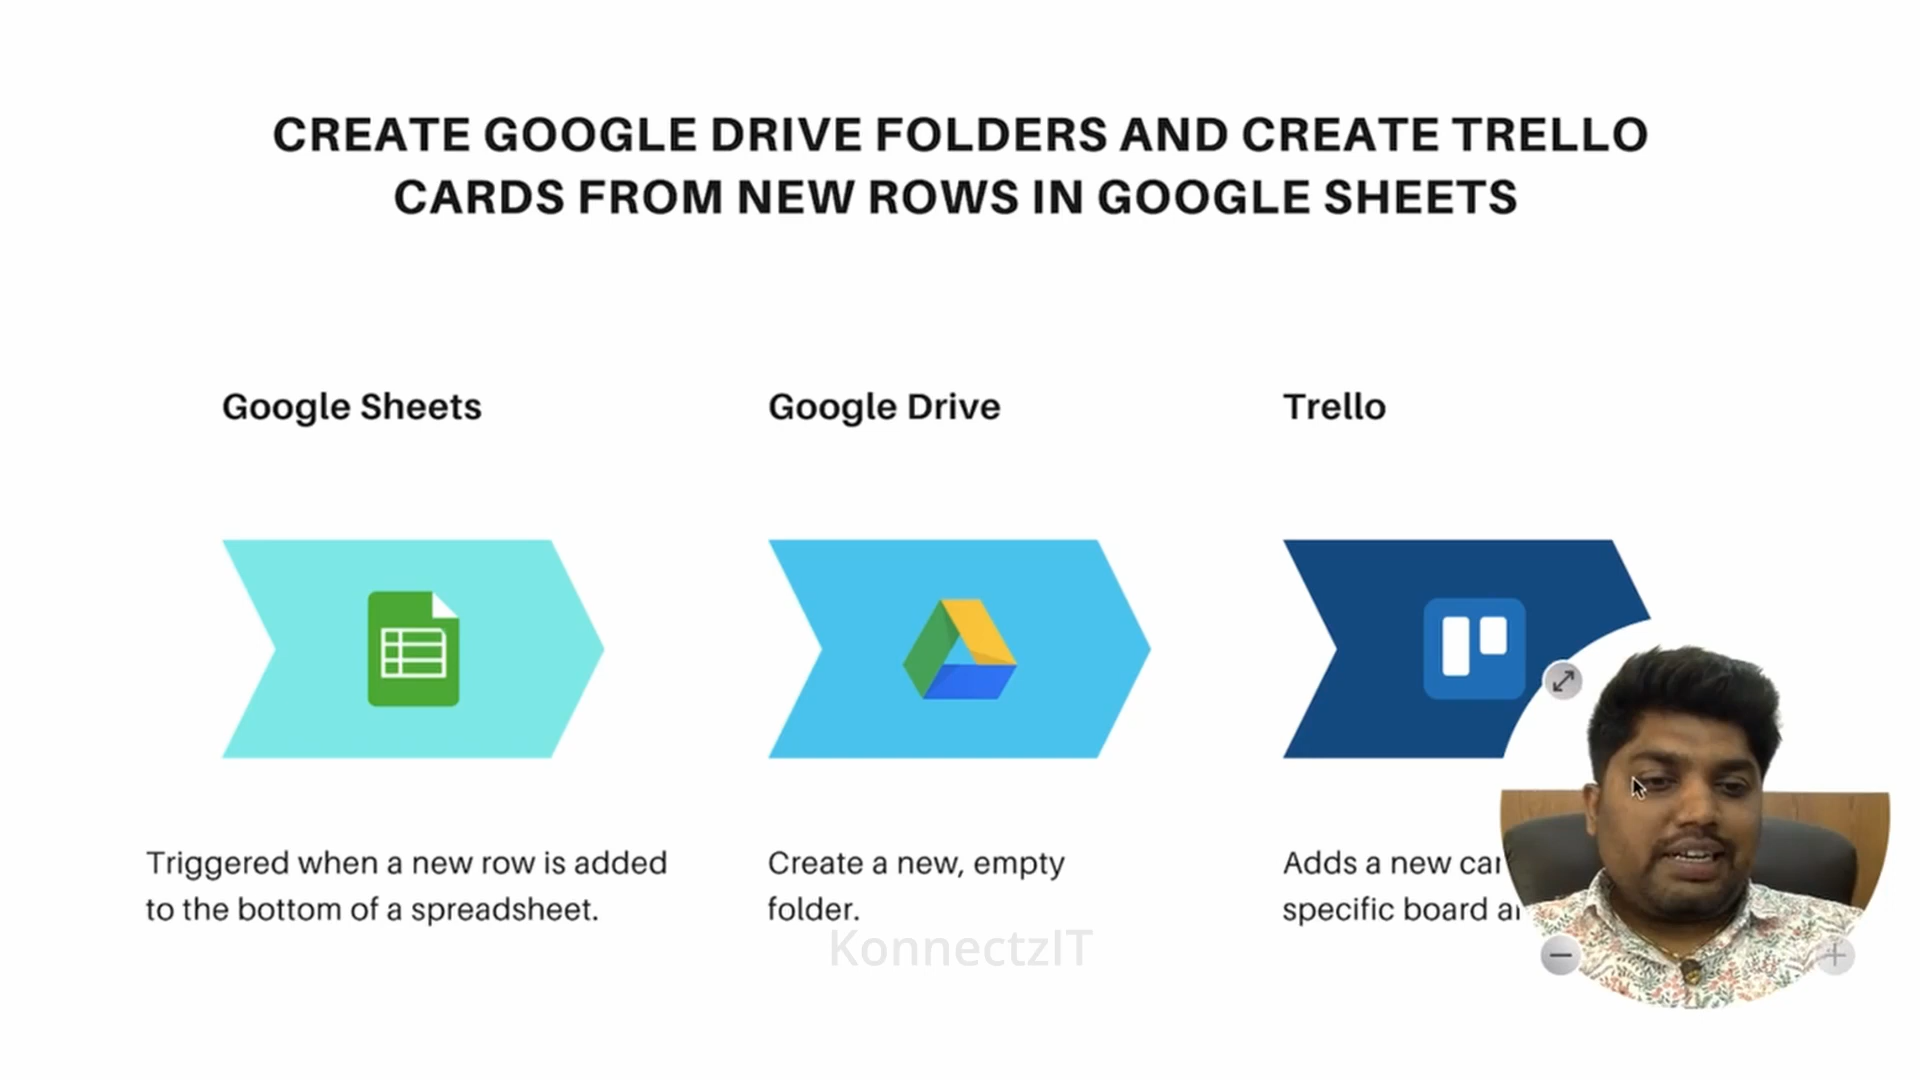 CREATE GOOGLE DRIVE FOLDERS AND CREATE TRELLO
CARDS FROM NEW ROWS IN GOOGLE SHEETS
Google Sheets
Google Drive
Trello
Triggered when a new row is added
to the bottom of a spreadsheet.
Create a new, empty
folder.
Adds a new
specific board
KonnectzIT